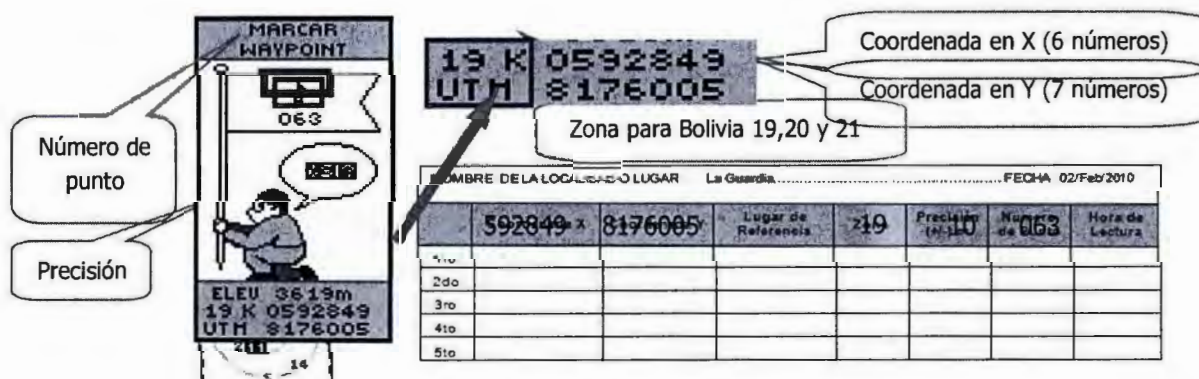 MARCAR
WAYPOINT
063
ELEV 3619m
19 K 0592849
UTM 8176005
14
5
Número de
punto
Precisión
19 K 0592849
UTM 8176005
Coordenada en X (6 números)
Coordenada en Y (7 números)
Zona para Bolivia 19,20 y 21
NOMBRE DE LA LOCALIDAD O LUGAR La Guardia FECHA 02/Feb/2010
592849 X 8176005 Lugar de Referencia 19 Precisión 10 063 Hora de Lectura
1ro
2do
3ro
4to
5to